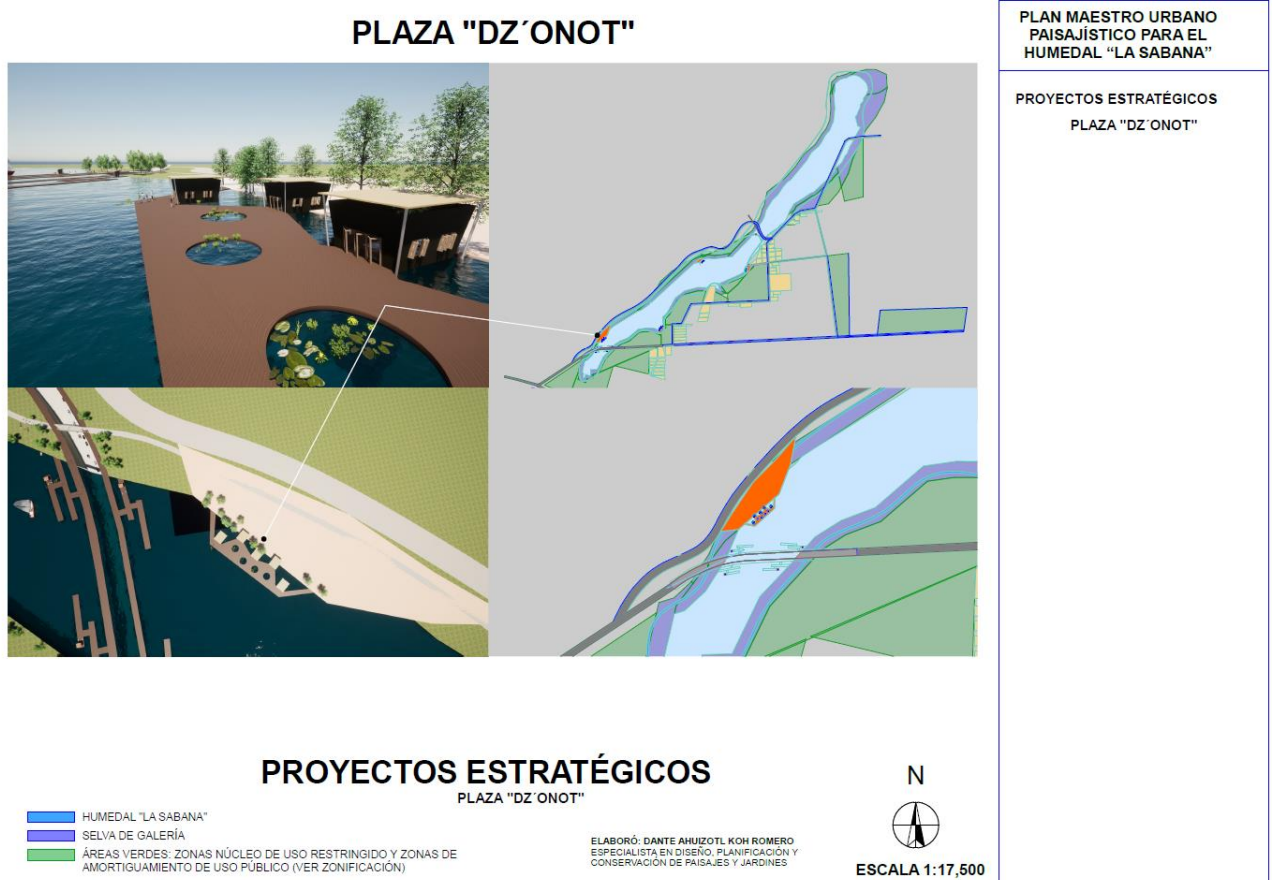 PLAZA "DZ´ONOT"
PLAN MAESTRO URBANO
PAISAJÍSTICO PARA EL
HUMEDAL “LA SABANA”
PROYECTOS ESTRATÉGICOS
PLAZA "DZ´ONOT"
PROYECTOS ESTRATÉGICOS
PLAZA "DZ´ONOT"
HUMEDAL "LA SABANA"
SELVA DE GALERÍA
ÁREAS VERDES: ZONAS NÚCLEO DE USO RESTRINGIDO Y ZONAS DE
AMORTIGUAMIENTO DE USO PÚBLICO (VER ZONIFICACIÓN)
ELABORÓ: DANTE AHUIZOTL KOH ROMERO
ESPECIALISTA EN DISEÑO, PLANIFICACIÓN Y
CONSERVACIÓN DE PAISAJES Y JARDINES
N
ESCALA 1:17,500